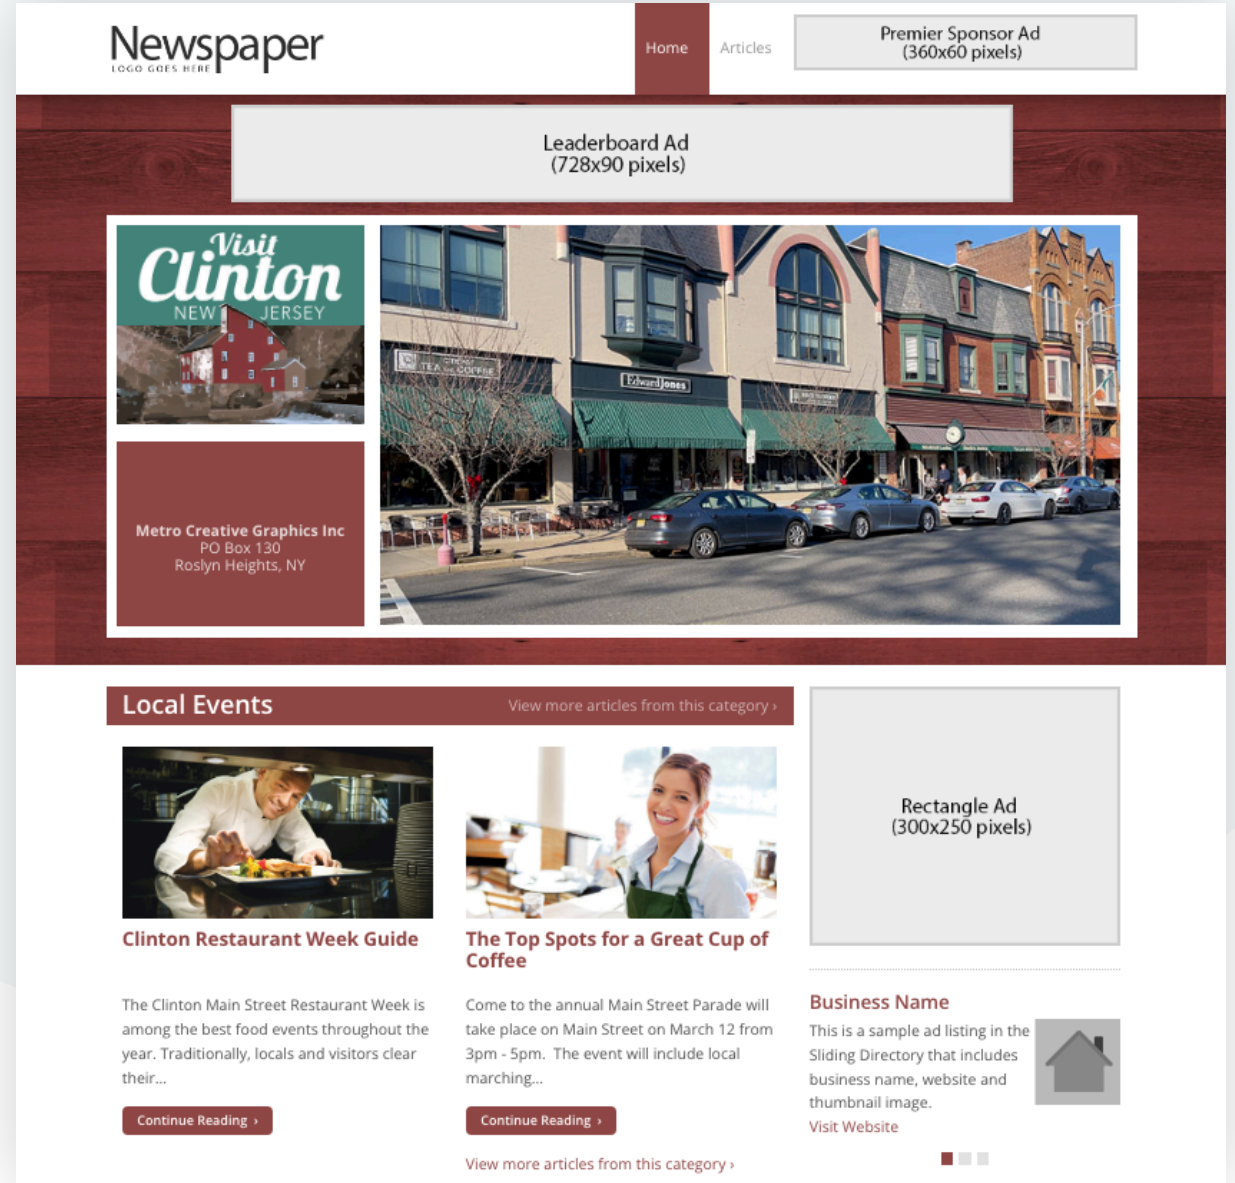 Newspaper
LOGO GOES HERE
Home
Articles
Premier Sponsor Ad
(360x60 pixels)
Leaderboard Ad
(728x90 pixels)
Visit
Clinton
NEW JERSEY
TEA and COFFEE
Edward Jones
Metro Creative Graphics Inc
PO Box 130
Roslyn Heights, NY
Local Events
View more articles from this category ›
Clinton Restaurant Week Guide
The Clinton Main Street Restaurant Week is
among the best food events throughout the
year. Traditionally, locals and visitors clear
their...
Continue Reading ›
The Top Spots for a Great Cup of
Coffee
Come to the annual Main Street Parade will
take place on Main Street on March 12 from
3pm - 5pm. The event will include local
marching...
Continue Reading ›
View more articles from this category ›
Rectangle Ad
(300x250 pixels)
Business Name
This is a sample ad listing in the
Sliding Directory that includes
business name, website and
thumbnail image.
Visit Website